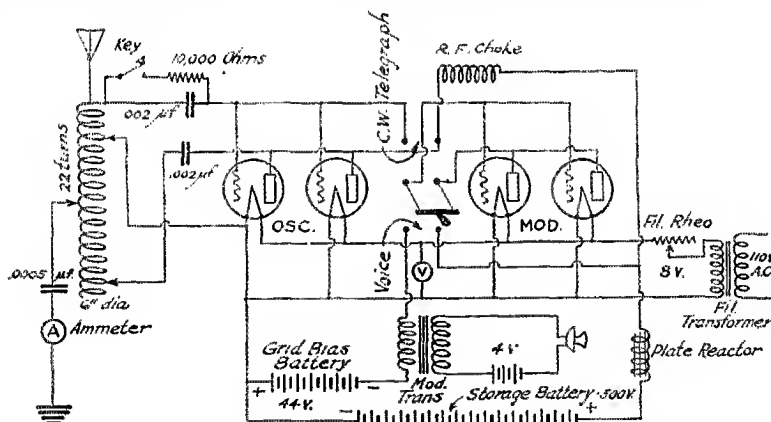 Key
10,000 Ohms
R.F. Choke
C.W. Telegraph
.002 µf
.002 µf
22 turns
OSC.
MOD.
Fil. Rheo
8 V.
110V
A.C.
Fil.
Transformer
Voice
V
.0005 µf.
6" dia
A
Ammeter
Grid Bias
Battery
+
-
44 V.
Mod.
Trans
4 V
Plate Reactor
-
Storage Battery-500V.
+